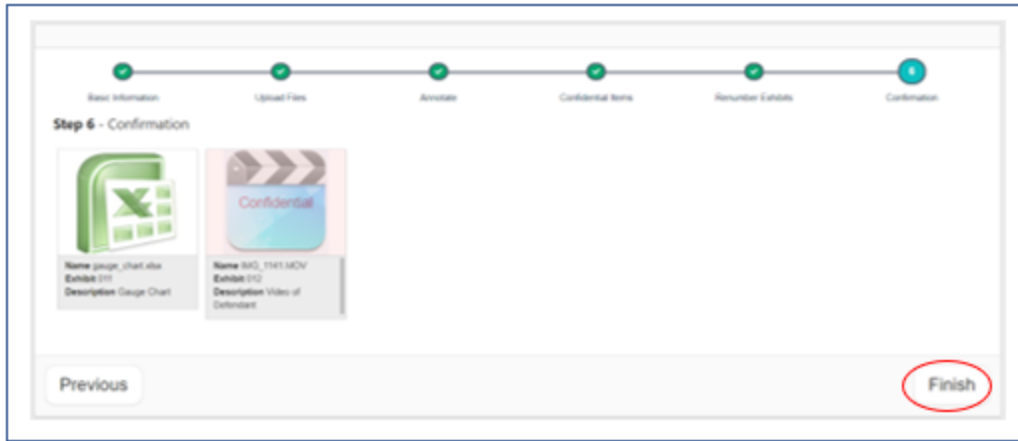 6
Basic Information
Upload Files
Annotate
Confidential Items
Renumber Exhibits
Confirmation
Step 6 - Confirmation
Confidential
Name gauge_chart.xlsx
Exhibit 011
Description Gauge Chart
Name IMG_1141.MOV
Exhibit 012
Description Video of
Defendant
Previous
Finish